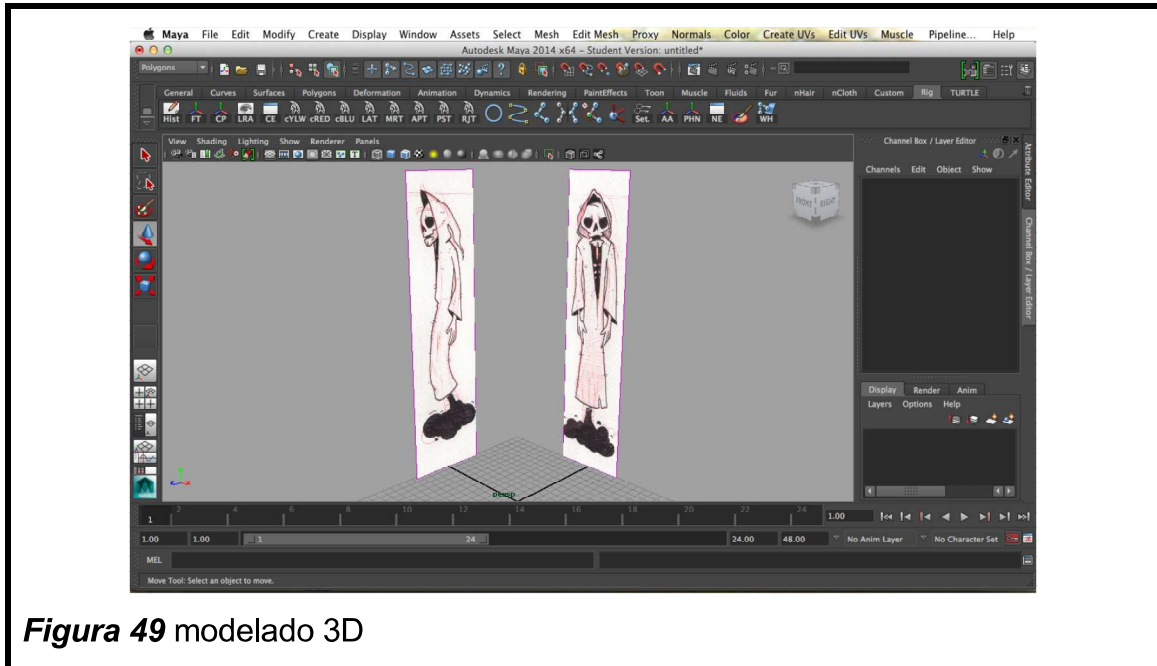 Maya File Edit Modify Create Display Window Assets Select Mesh Edit Mesh Proxy Normals Color Create UVs Edit UVs Muscle Pipeline... Help
Autodesk Maya 2014 x64 – Student Version: untitled*
Polygons
General Curves Surfaces Polygons Deformation Animation Dynamics Rendering PaintEffects Toon Muscle Fluids Fur nHair nCloth Custom Rig TURTLE
Hist FT CP LRA CE cYLW cRED cBLU LAT MRT APT PST RJT Set. AA PHN NE WH
View Shading Lighting Show Renderer Panels
Channel Box / Layer Editor
Channels Edit Object Show
Attribute Editor
Channel Box / Layer Editor
FRONT RIGHT
Display Render Anim
Layers Options Help
persp
2 4 6 8 10 12 14 16 18 20 22 24
1 1.00
1.00 1.00 1 24 24.00 48.00 No Anim Layer No Character Set
MEL
Move Tool: Select an object to move.
Figura 49 modelado 3D